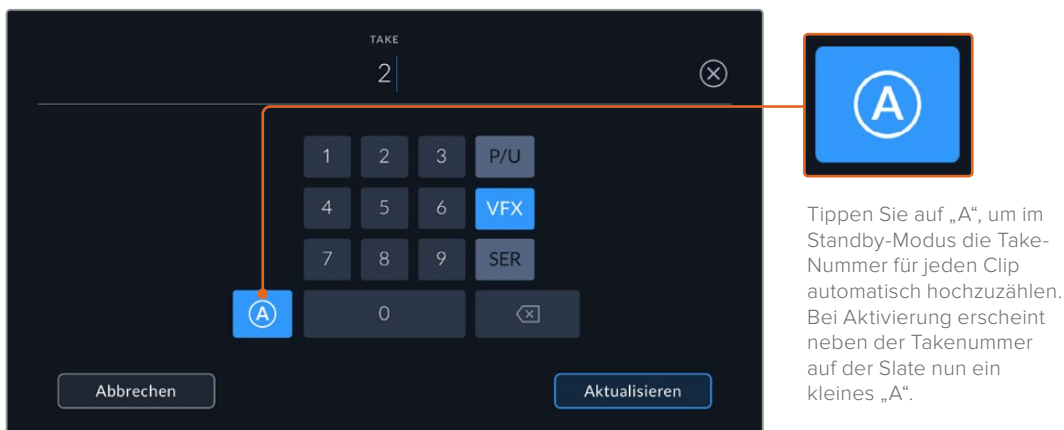 TAKE
2
1 2 3 P/U
4 5 6 VFX
7 8 9 SER
A 0
Abbrechen Aktualisieren
A
Tippen Sie auf „A“, um im
Standby-Modus die Take-
Nummer für jeden Clip
automatisch hochzuzählen.
Bei Aktivierung erscheint
neben der Takenummer
auf der Slate nun ein
kleines „A“.